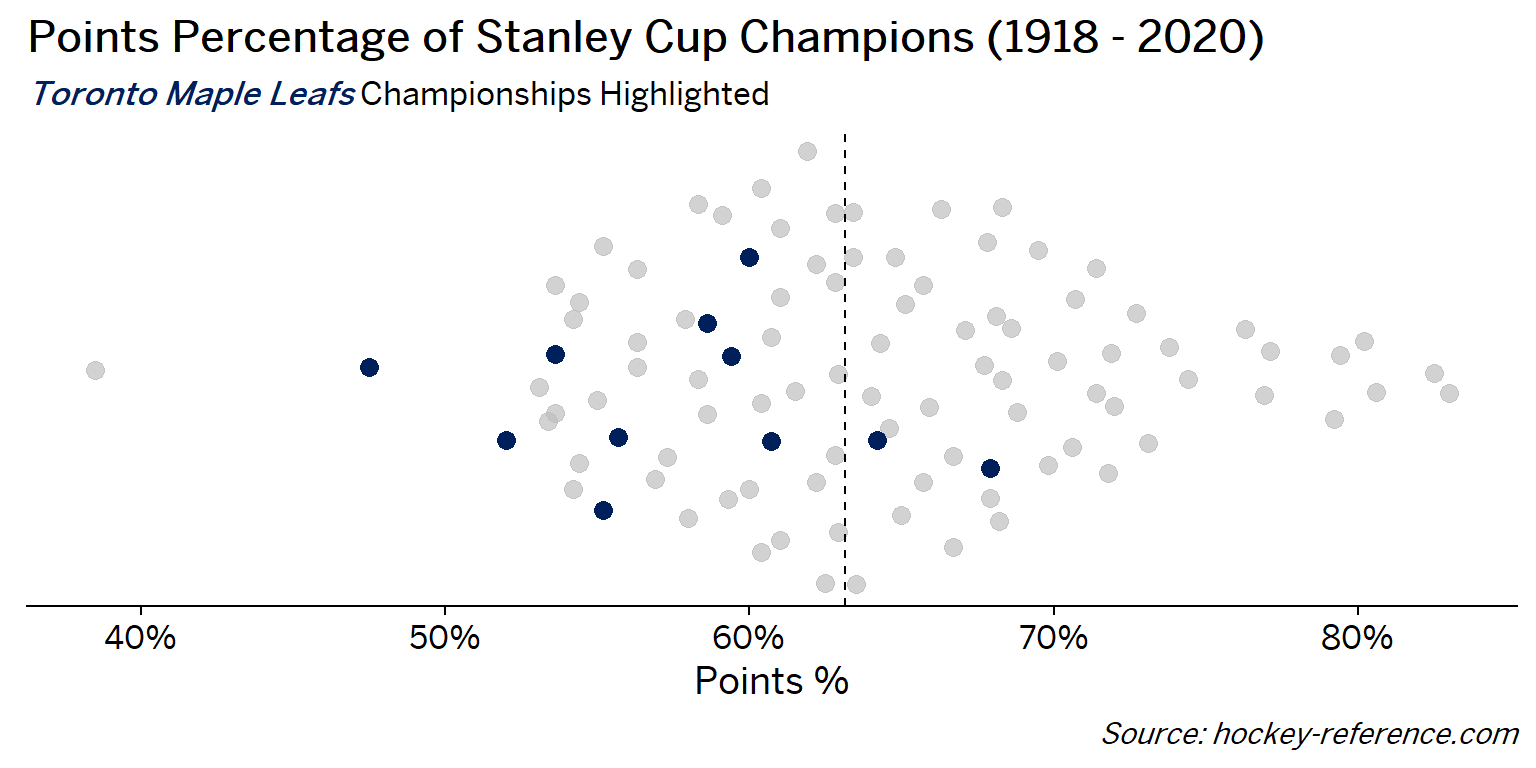 Points Percentage of Stanley Cup Champions (1918 - 2020)
Toronto Maple Leafs Championships Highlighted
40% 50% 60% 70% 80%
Points %
Source: hockey-reference.com